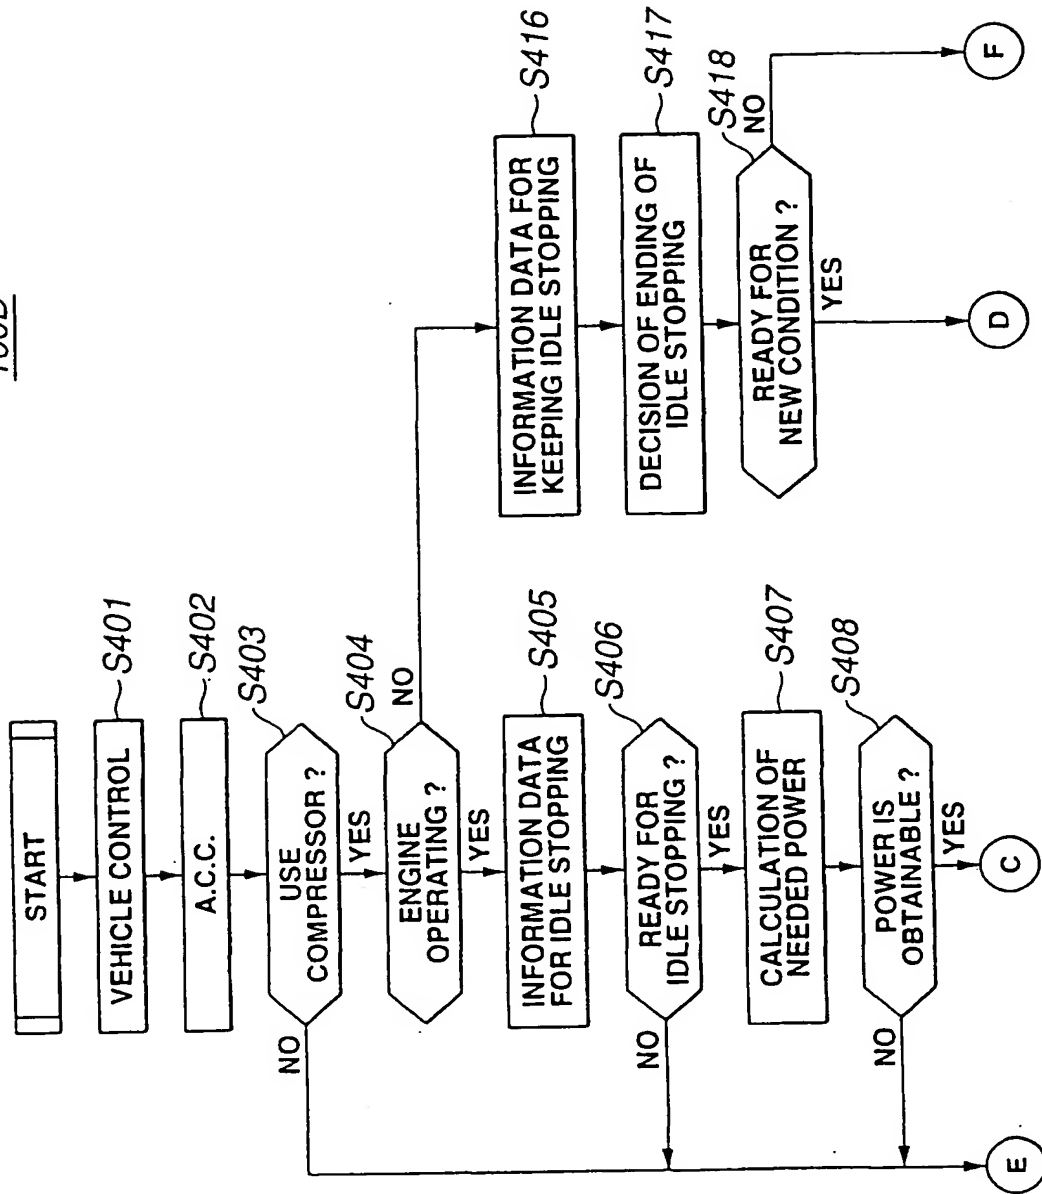 START
VEHICLE CONTROL
S401
A.C.C.
S402
USE
COMPRESSOR ?
S403
NO
YES
ENGINE
OPERATING ?
S404
NO
YES
INFORMATION DATA
FOR IDLE STOPPING
S405
READY FOR
IDLE STOPPING ?
S406
NO
YES
CALCULATION OF
NEEDED POWER
S407
POWER IS
OBTAINABLE ?
S408
NO
YES
E
C
INFORMATION DATA FOR
KEEPING IDLE STOPPING
S416
DECISION OF ENDING OF
IDLE STOPPING
S417
READY FOR
NEW CONDITION ?
S418
NO
YES
D
F